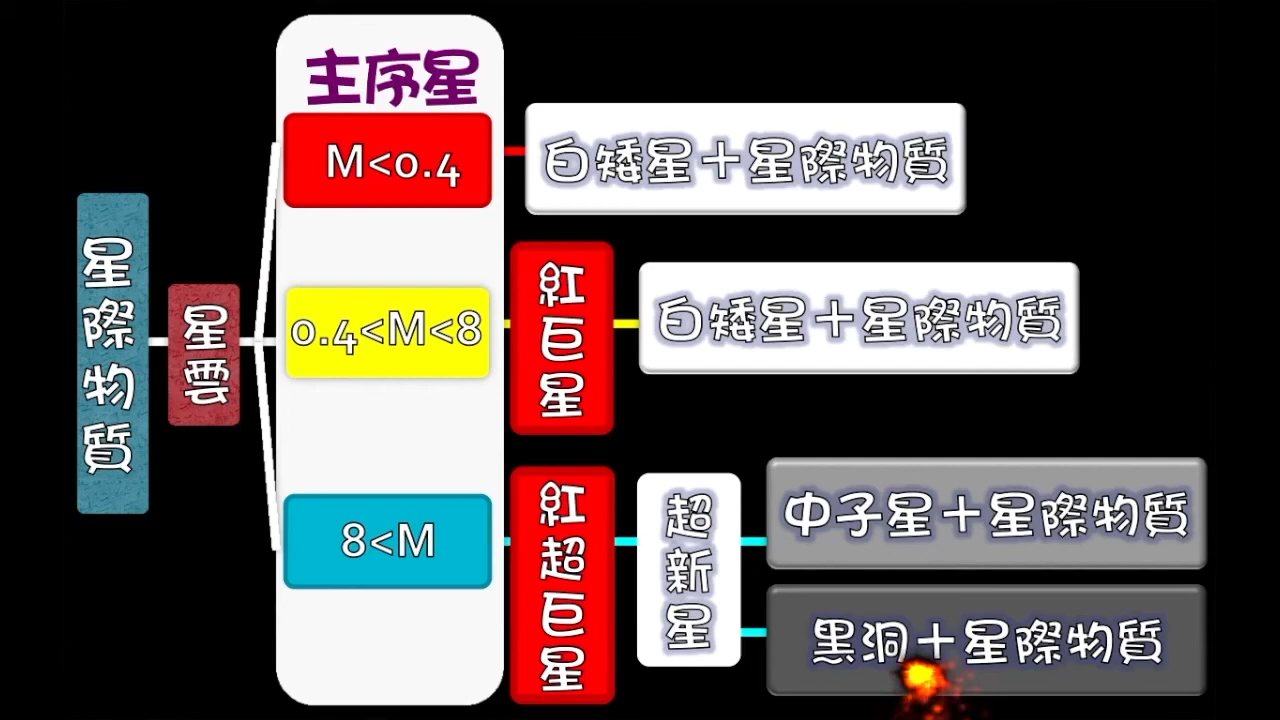 星際物質
星雲
主序星
M<0.4
白矮星＋星際物質
0.4<M<8
紅巨星
白矮星＋星際物質
8<M
紅超巨星
超新星
中子星＋星際物質
黑洞＋星際物質